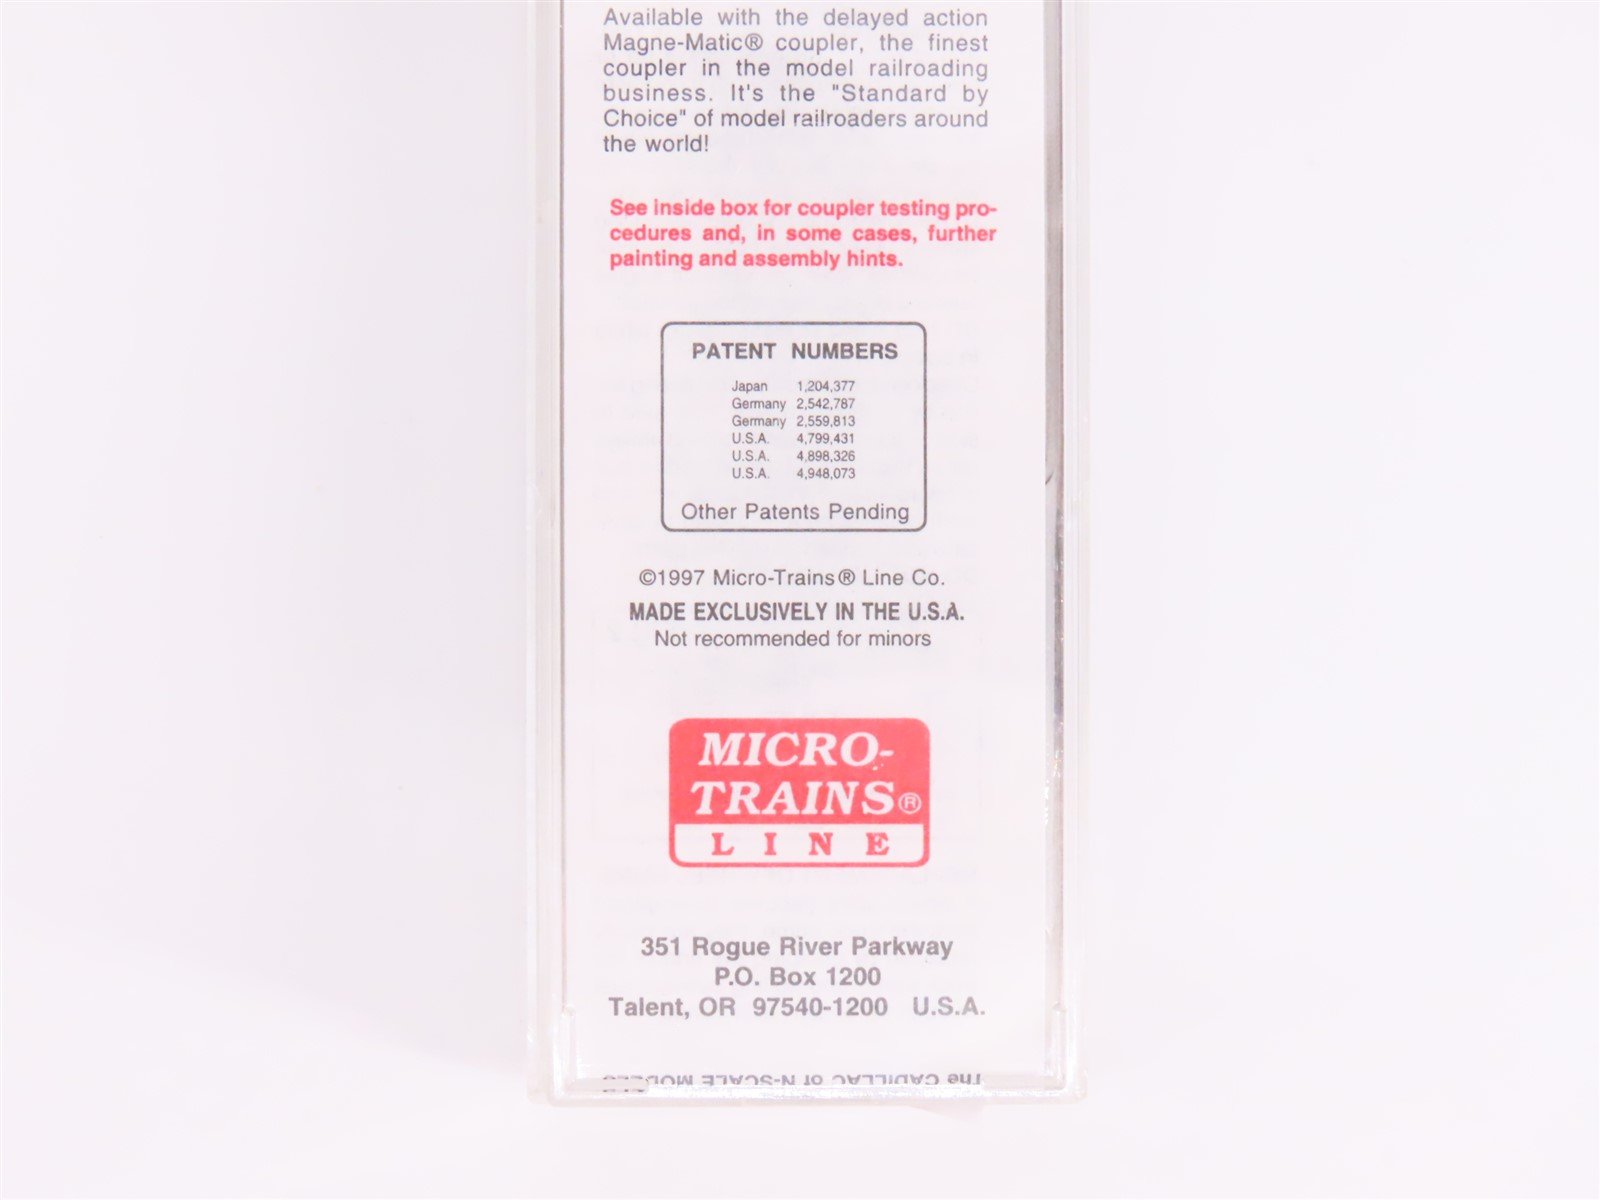 Available with the delayed action
Magne-Matic® coupler, the finest
coupler in the model railroading
business. It's the "Standard by
Choice" of model railroaders around
the world!
See inside box for coupler testing pro-
cedures and, in some cases, further
painting and assembly hints.
PATENT NUMBERS
Japan 1,204,377
Germany 2,542,787
Germany 2,559,813
U.S.A. 4,799,431
U.S.A. 4,898,326
U.S.A. 4,948,073
Other Patents Pending
©1997 Micro-Trains® Line Co.
MADE EXCLUSIVELY IN THE U.S.A.
Not recommended for minors
MICRO-
TRAINS®
LINE
351 Rogue River Parkway
P.O. Box 1200
Talent, OR 97540-1200 U.S.A.
The CADILLAC of N-SCALE MODELS